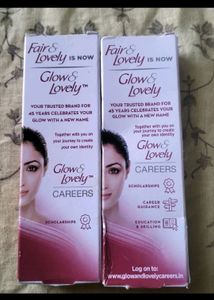 Fair &
Lovely IS NOW
Glow &
Lovely™
YOUR TRUSTED BRAND FOR
45 YEARS CELEBRATES YOUR
GLOW WITH A NEW NAME
Together with you on
your journey to create
your own identity
Glow &
Lovely™
CAREERS
SCHOLARSHIPS
Fair &
Lovely IS NOW
Glow &
Lovely™
YOUR TRUSTED BRAND FOR
45 YEARS CELEBRATES YOUR
GLOW WITH A NEW NAME
Together with you on
your journey to create
your own identity
Glow &
Lovely
CAREERS
SCHOLARSHIPS
CAREER
GUIDANCE
EDUCATION
& SKILLING
Log on to:
www.glowandlovelycareers.in